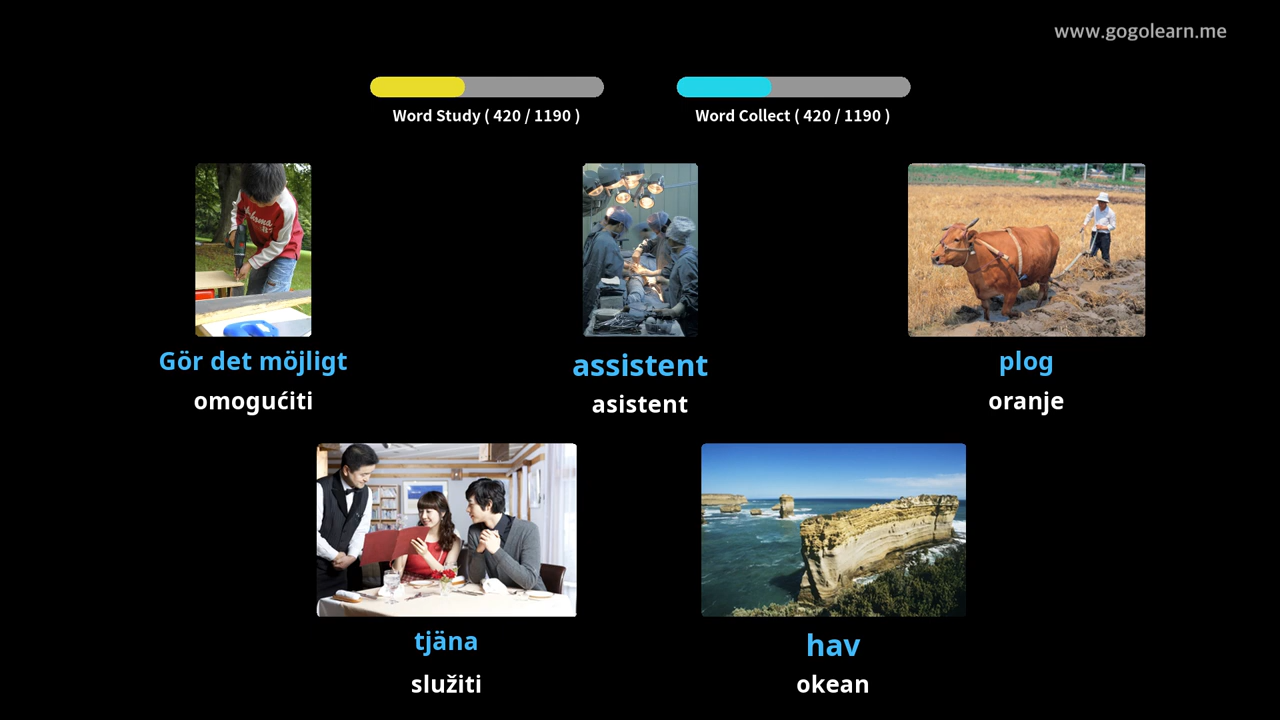 www.gogolearn.me
Word Study ( 420 / 1190 )
Word Collect ( 420 / 1190 )
Gör det möjligt
omogućiti
assistent
asistent
plog
oranje
tjäna
služiti
hav
okean